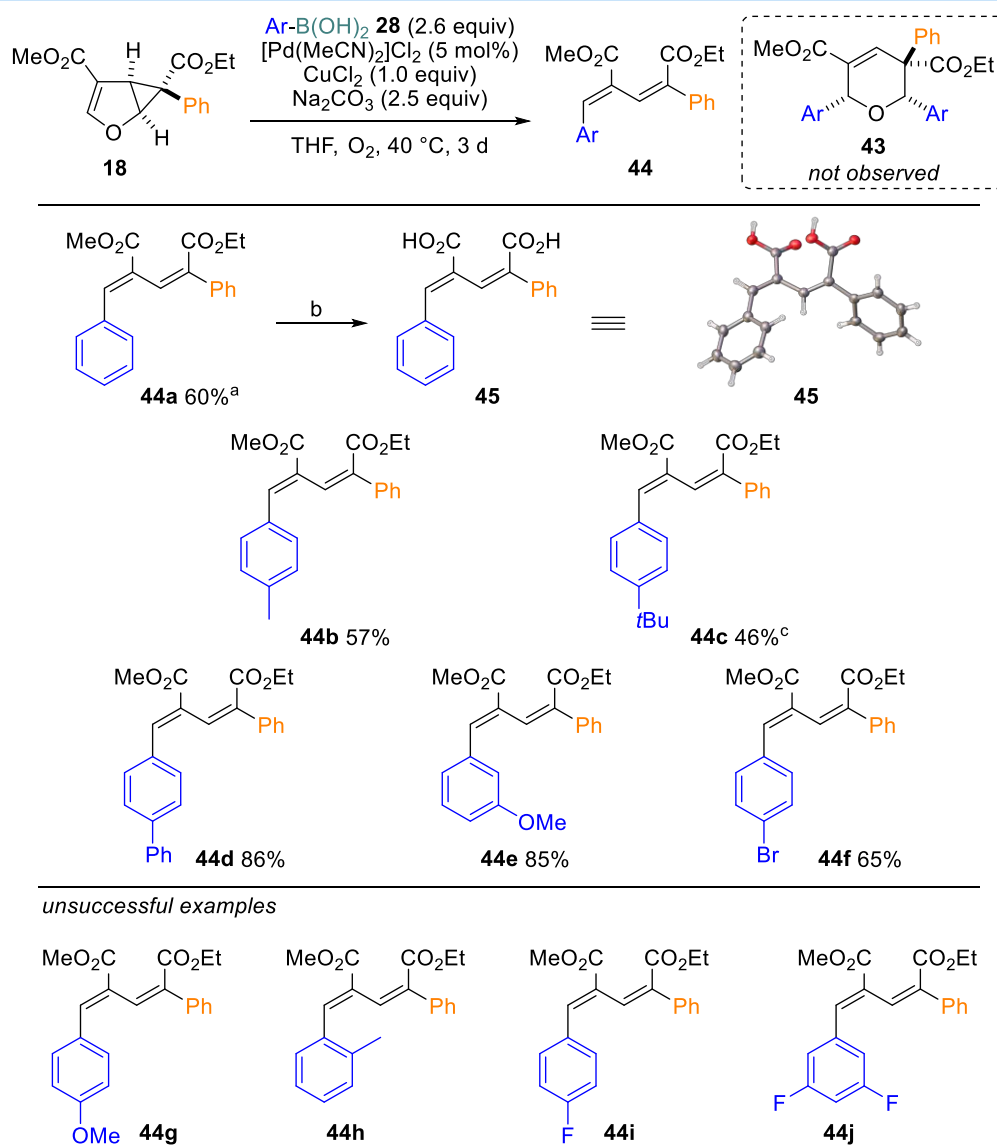 Ar-B(OH)2 28 (2.6 equiv)
[Pd(MeCN)2]Cl2 (5 mol%)
CuCl2 (1.0 equiv)
Na2CO3 (2.5 equiv)
THF, O2, 40 °C, 3 d
MeO2C H CO2Et Ph O H
18
MeO2C CO2Et Ph Ar
44
MeO2C Ph CO2Et Ar O Ar
43
not observed
MeO2C CO2Et Ph
44a 60%a
b
HO2C CO2H Ph
45
45
MeO2C CO2Et Ph
44b 57%
MeO2C CO2Et Ph tBu
44c 46%c
MeO2C CO2Et Ph Ph
44d 86%
MeO2C CO2Et Ph OMe
44e 85%
MeO2C CO2Et Ph Br
44f 65%
unsuccessful examples
MeO2C CO2Et Ph OMe
44g
MeO2C CO2Et Ph
44h
MeO2C CO2Et Ph F
44i
MeO2C CO2Et Ph F F
44j